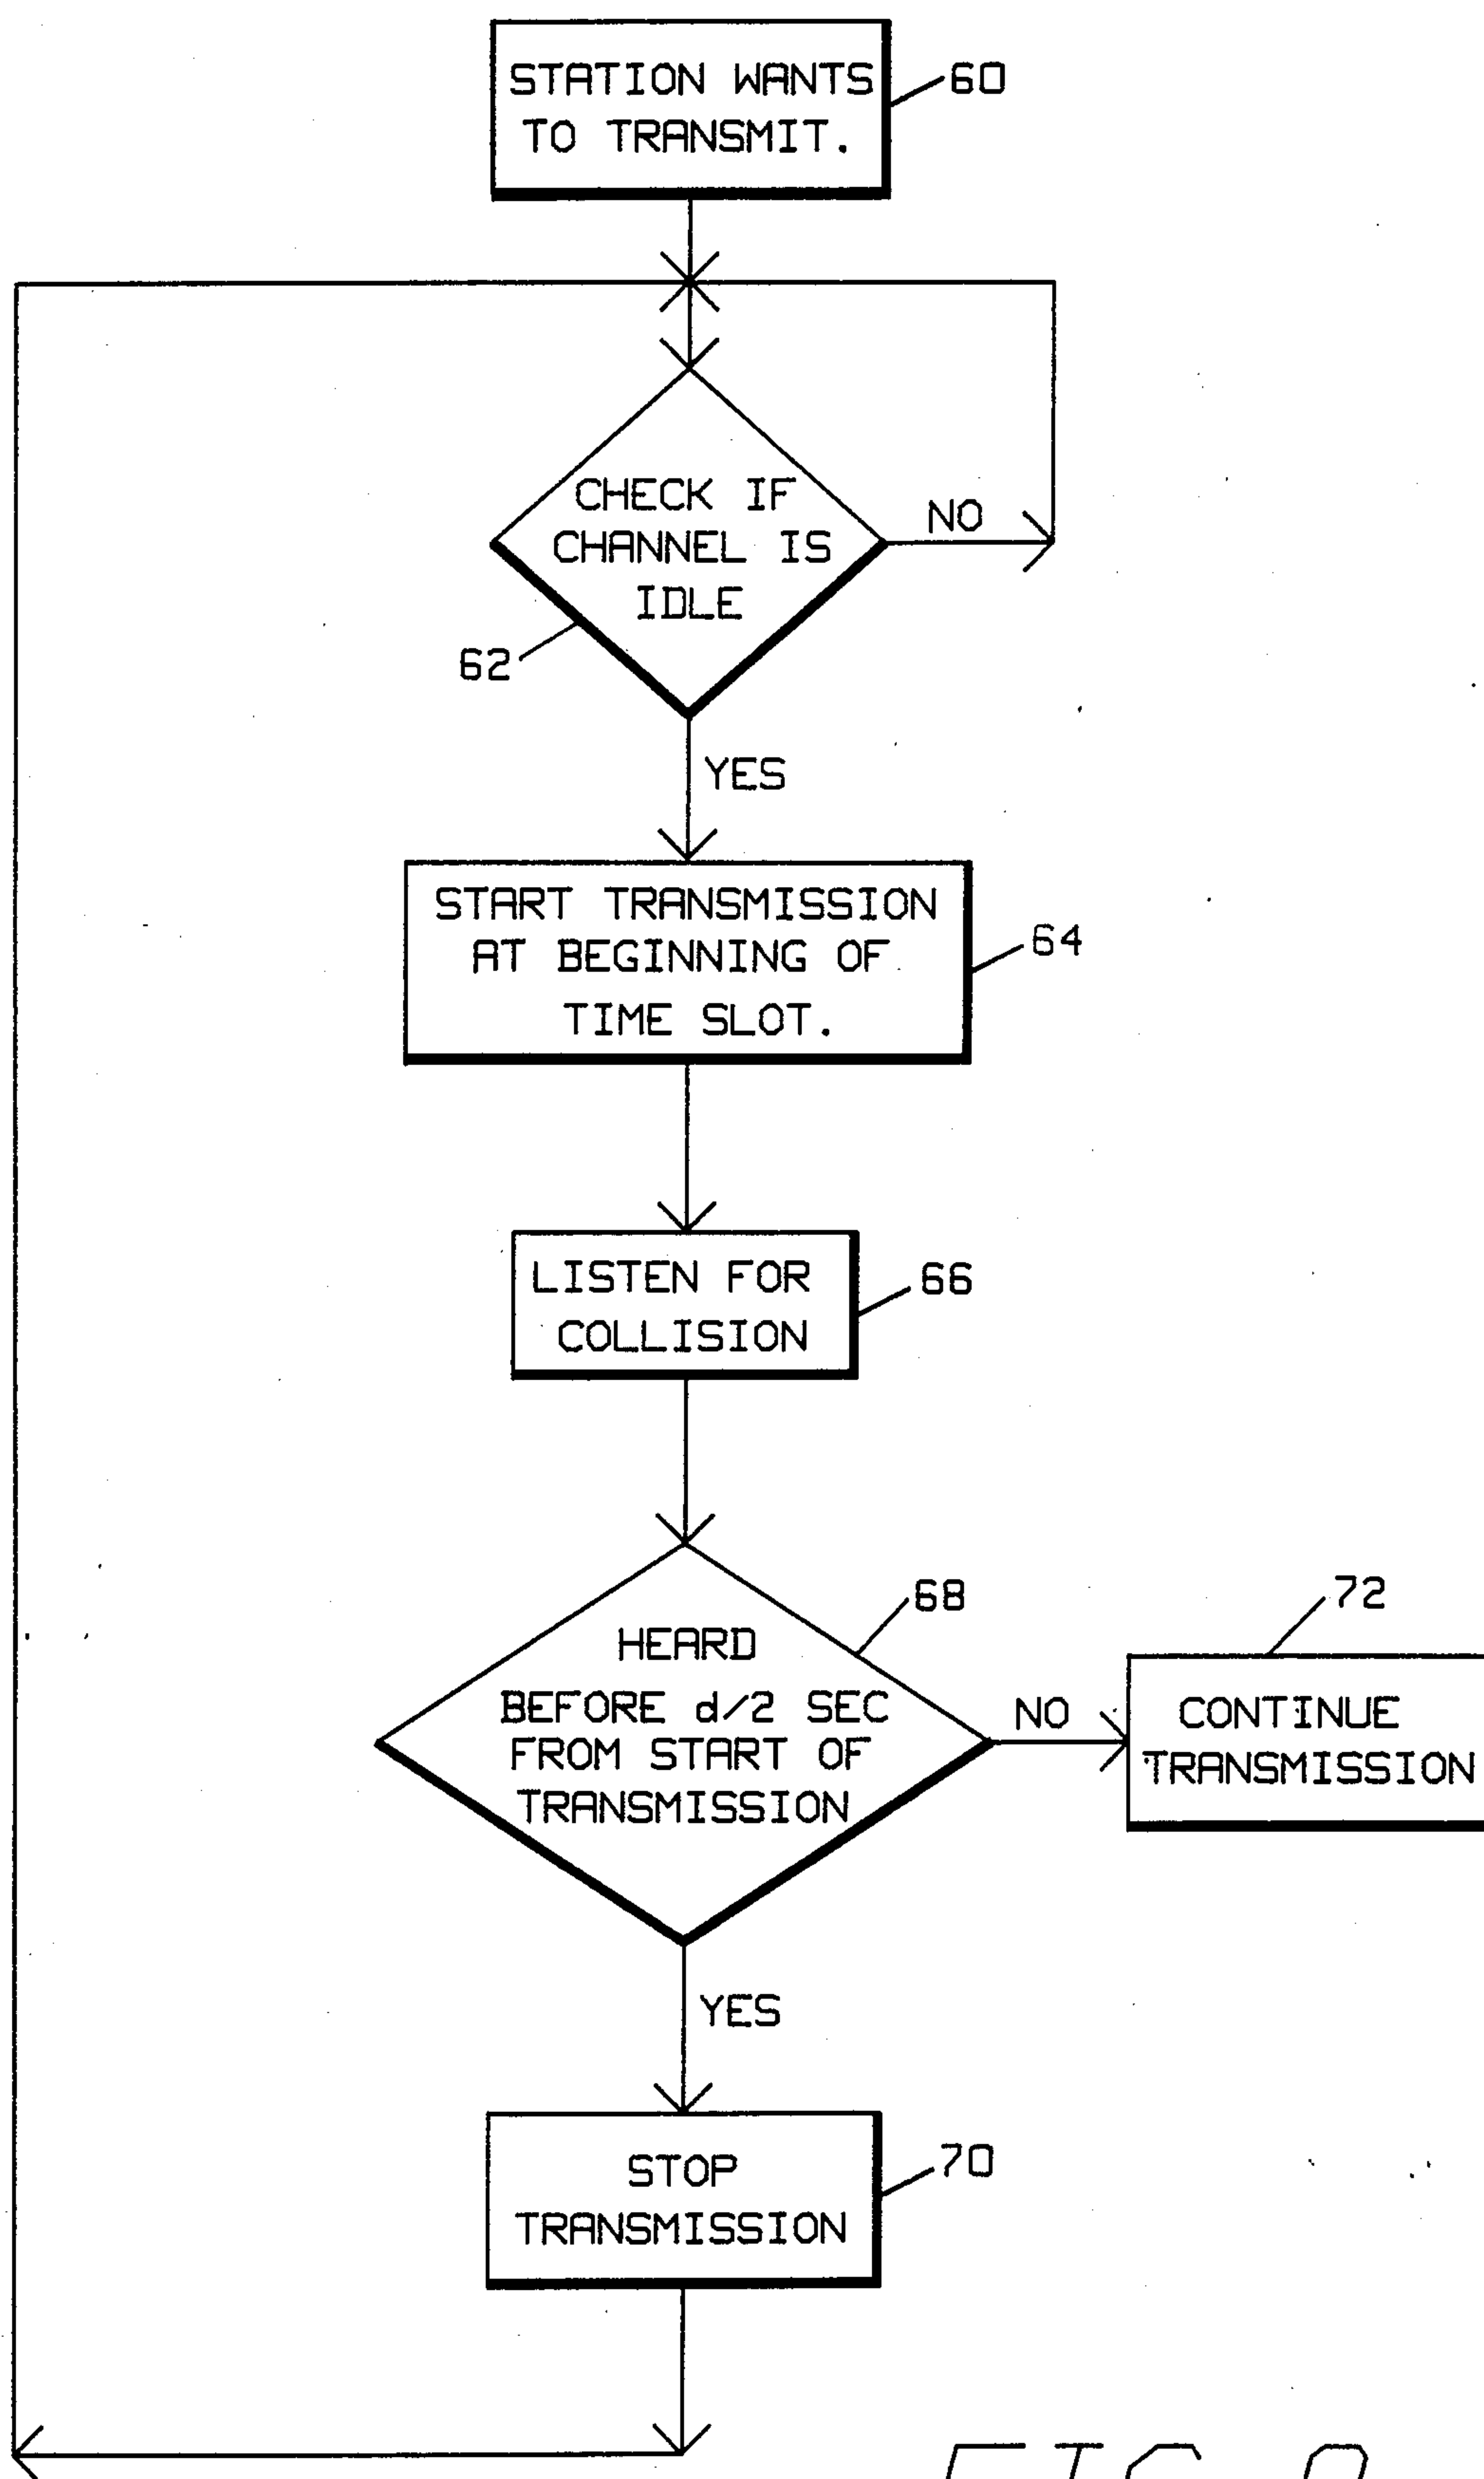 STATION WANTS
TO TRANSMIT.
60
CHECK IF
CHANNEL IS
IDLE
NO
62
YES
START TRANSMISSION
AT BEGINNING OF
TIME SLOT.
64
LISTEN FOR
COLLISION
66
HEARD
BEFORE d/2 SEC
FROM START OF
TRANSMISSION
68
NO
72
CONTINUE
TRANSMISSION
YES
STOP
TRANSMISSION
70